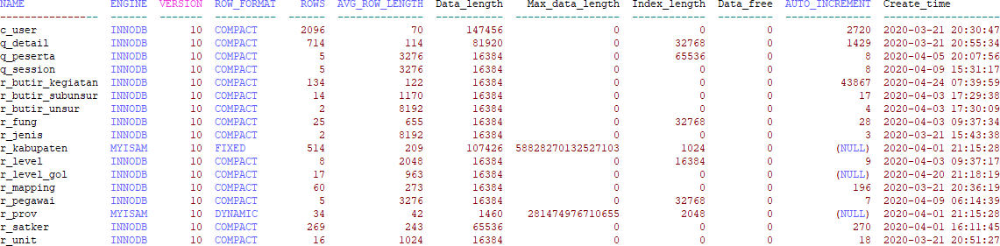 NAME ENGINE VERSION ROW_FORMAT ROWS AVG_ROW_LENGTH Data_length Max_data_length Index_length Data_free AUTO_INCREMENT Create_time
c_user INNODB 10 COMPACT 2096 70 147456 0 0 0 2720 2020-03-21 20:30:47
q_detail INNODB 10 COMPACT 714 114 81920 0 32768 0 1429 2020-03-21 20:55:34
q_peserta INNODB 10 COMPACT 5 3276 16384 0 65536 0 8 2020-04-05 20:07:56
q_session INNODB 10 COMPACT 5 3276 16384 0 0 0 8 2020-04-09 15:31:17
r_butir_kegiatan INNODB 10 COMPACT 134 122 16384 0 0 0 43867 2020-04-24 07:39:59
r_butir_subunsur INNODB 10 COMPACT 14 1170 16384 0 0 0 17 2020-04-03 17:29:38
r_butir_unsur INNODB 10 COMPACT 2 8192 16384 0 0 0 4 2020-04-03 17:30:09
r_fung INNODB 10 COMPACT 25 655 16384 0 32768 0 28 2020-04-03 09:37:34
r_jenis INNODB 10 COMPACT 2 8192 16384 0 0 0 3 2020-03-21 15:43:38
r_kabupaten MYISAM 10 FIXED 514 209 107426 58828270132527103 1024 0 (NULL) 2020-04-01 21:15:28
r_level INNODB 10 COMPACT 8 2048 16384 0 16384 0 9 2020-04-03 09:37:17
r_level_gol INNODB 10 COMPACT 17 963 16384 0 0 0 (NULL) 2020-04-20 21:18:19
r_mapping INNODB 10 COMPACT 60 273 16384 0 0 0 196 2020-03-21 20:36:19
r_pegawai INNODB 10 COMPACT 5 3276 16384 0 32768 0 7 2020-04-09 06:14:39
r_prov MYISAM 10 DYNAMIC 34 42 1460 281474976710655 2048 0 (NULL) 2020-04-01 21:15:28
r_satker INNODB 10 COMPACT 269 243 65536 0 0 0 270 2020-04-01 16:11:45
r_unit INNODB 10 COMPACT 16 1024 16384 0 0 0 18 2020-03-21 20:51:27